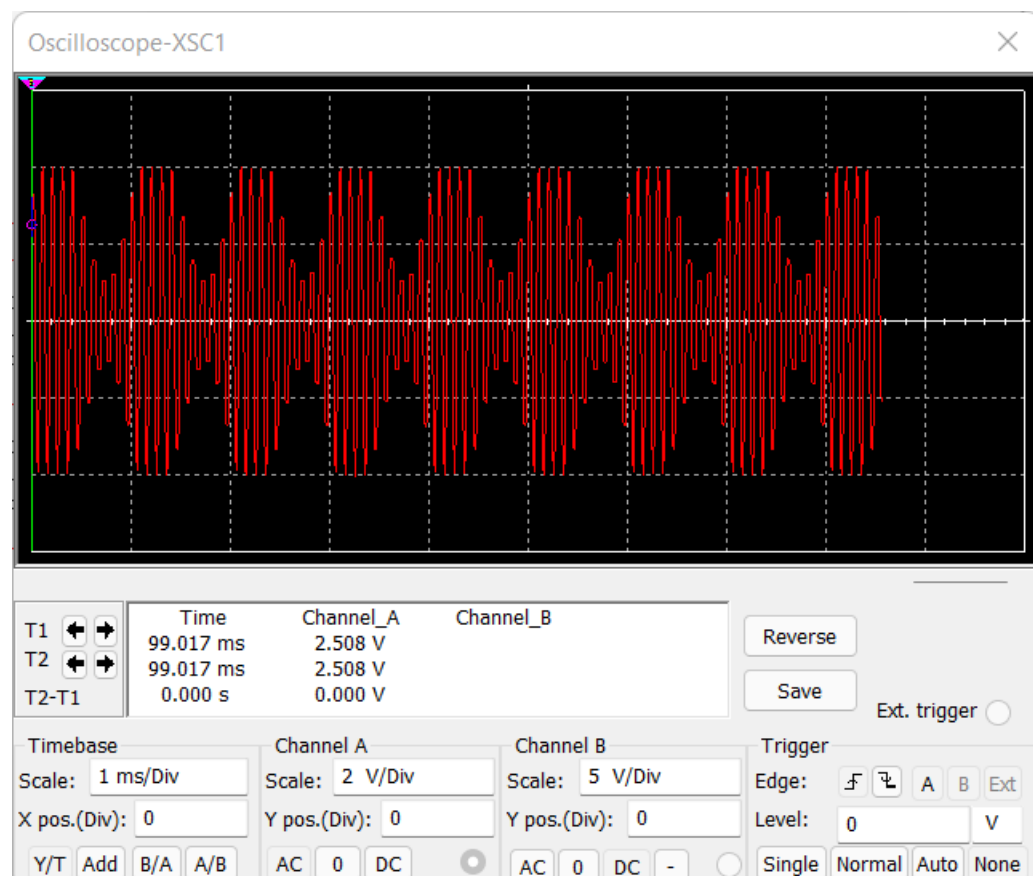 Oscilloscope-XSC1
Time Channel_A Channel_B
T1 99.017 ms 2.508 V
T2 99.017 ms 2.508 V
T2-T1 0.000 s 0.000 V
Reverse
Save
Ext. trigger
Timebase Channel A Channel B Trigger
Scale: 1 ms/Div Scale: 2 V/Div Scale: 5 V/Div Edge: A B Ext
X pos.(Div): 0 Y pos.(Div): 0 Y pos.(Div): 0 Level: 0 V
Y/T Add B/A A/B AC 0 DC AC 0 DC - Single Normal Auto None